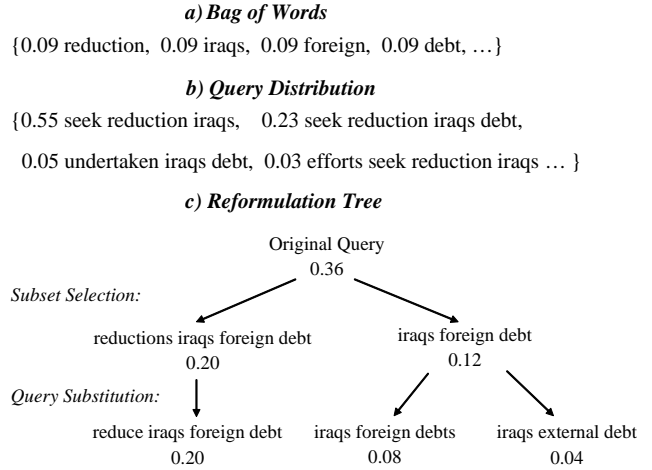 a) Bag of Words
{0.09 reduction, 0.09 iraqs, 0.09 foreign, 0.09 debt, …}
b) Query Distribution
{0.55 seek reduction iraqs, 0.23 seek reduction iraqs debt,
0.05 undertaken iraqs debt, 0.03 efforts seek reduction iraqs … }
c) Reformulation Tree
Original Query
0.36
Subset Selection:
reductions iraqs foreign debt iraqs foreign debt
0.20 0.12
Query Substitution:
reduce iraqs foreign debt iraqs foreign debts iraqs external debt
0.20 0.08 0.04